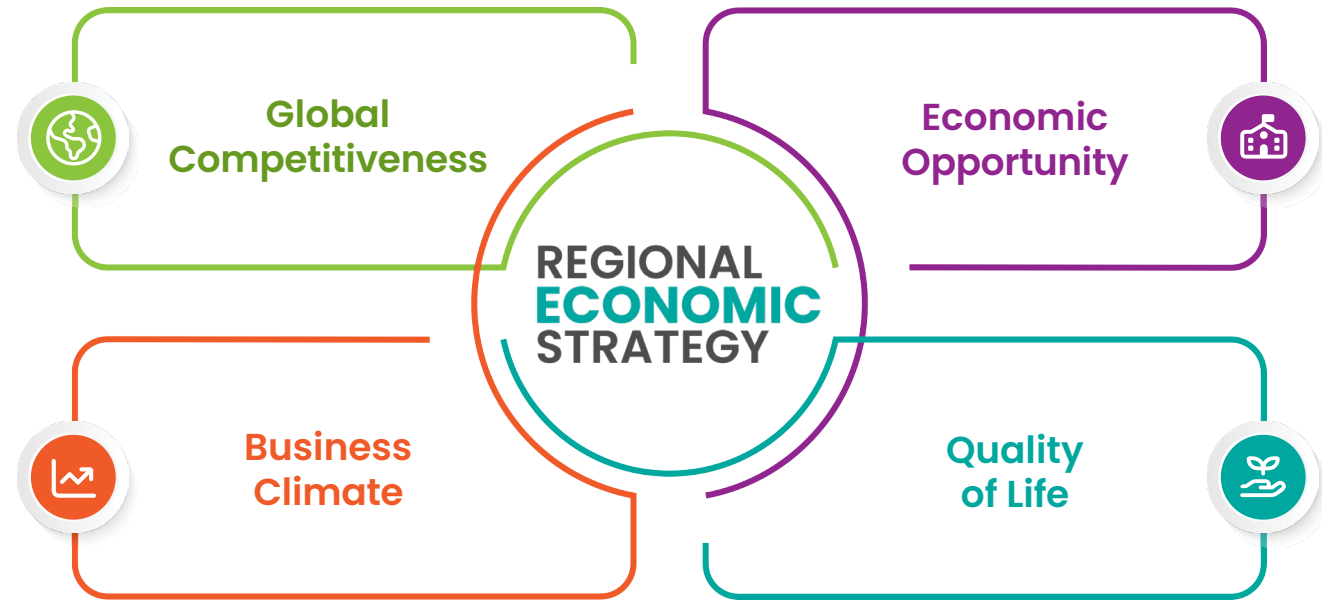 Global
Competitiveness
Economic
Opportunity
REGIONAL
ECONOMIC
STRATEGY
Business
Climate
Quality
of Life